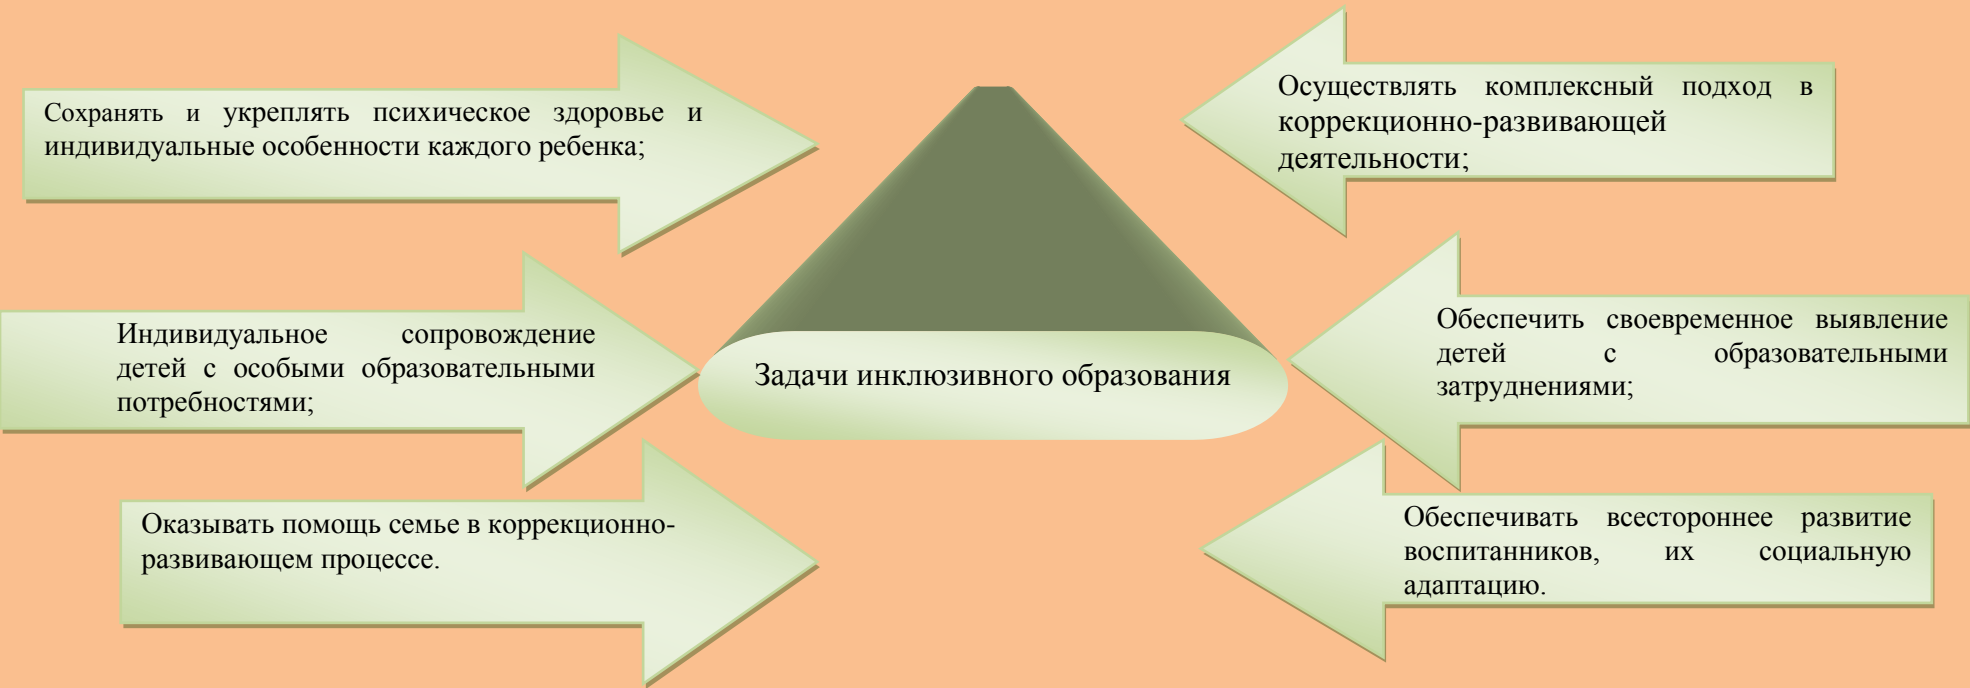 Сохранять и укреплять психическое здоровье и
индивидуальные особенности каждого ребенка;
Индивидуальное сопровождение
детей с особыми образовательными
потребностями;
Оказывать помощь семье в коррекционно-
развивающем процессе.
Задачи инклюзивного образования
Осуществлять комплексный подход в
коррекционно-развивающей
деятельности;
Обеспечить своевременное выявление
детей с образовательными
затруднениями;
Обеспечивать всестороннее развитие
воспитанников, их социальную
адаптацию.